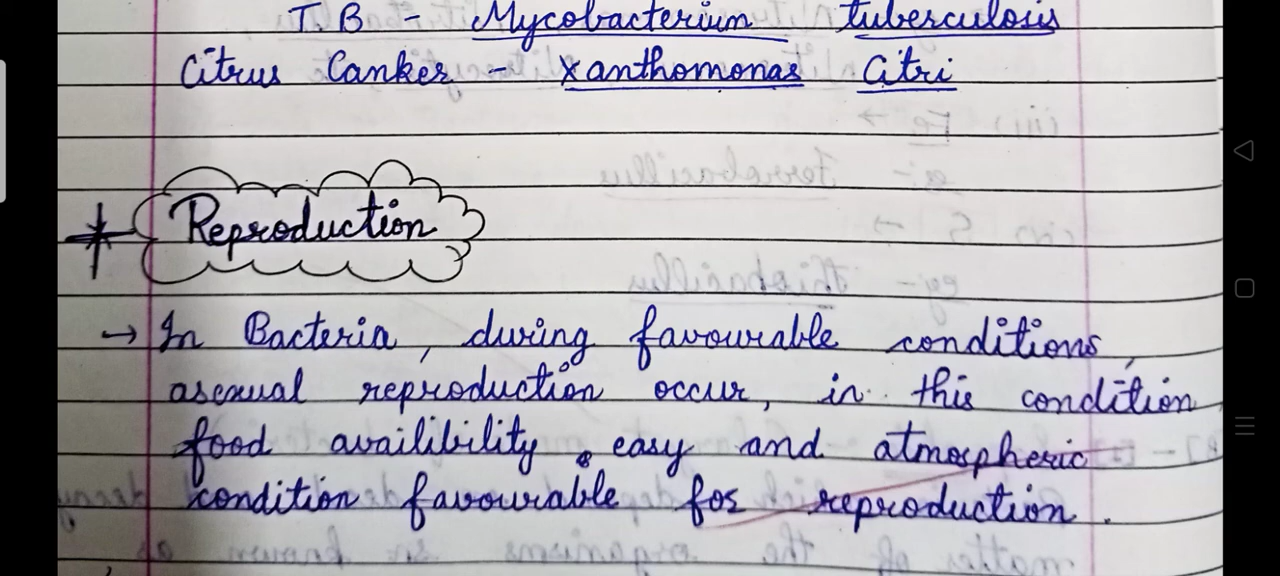 T.B - Mycobacterium tuberculosis
Citrus Canker - Xanthomonas Citri
Reproduction
→ In Bacteria, during favourable conditions,
asexual reproduction occur, in this condition
food availibility easy and atmospheric
condition favourable for reproduction.